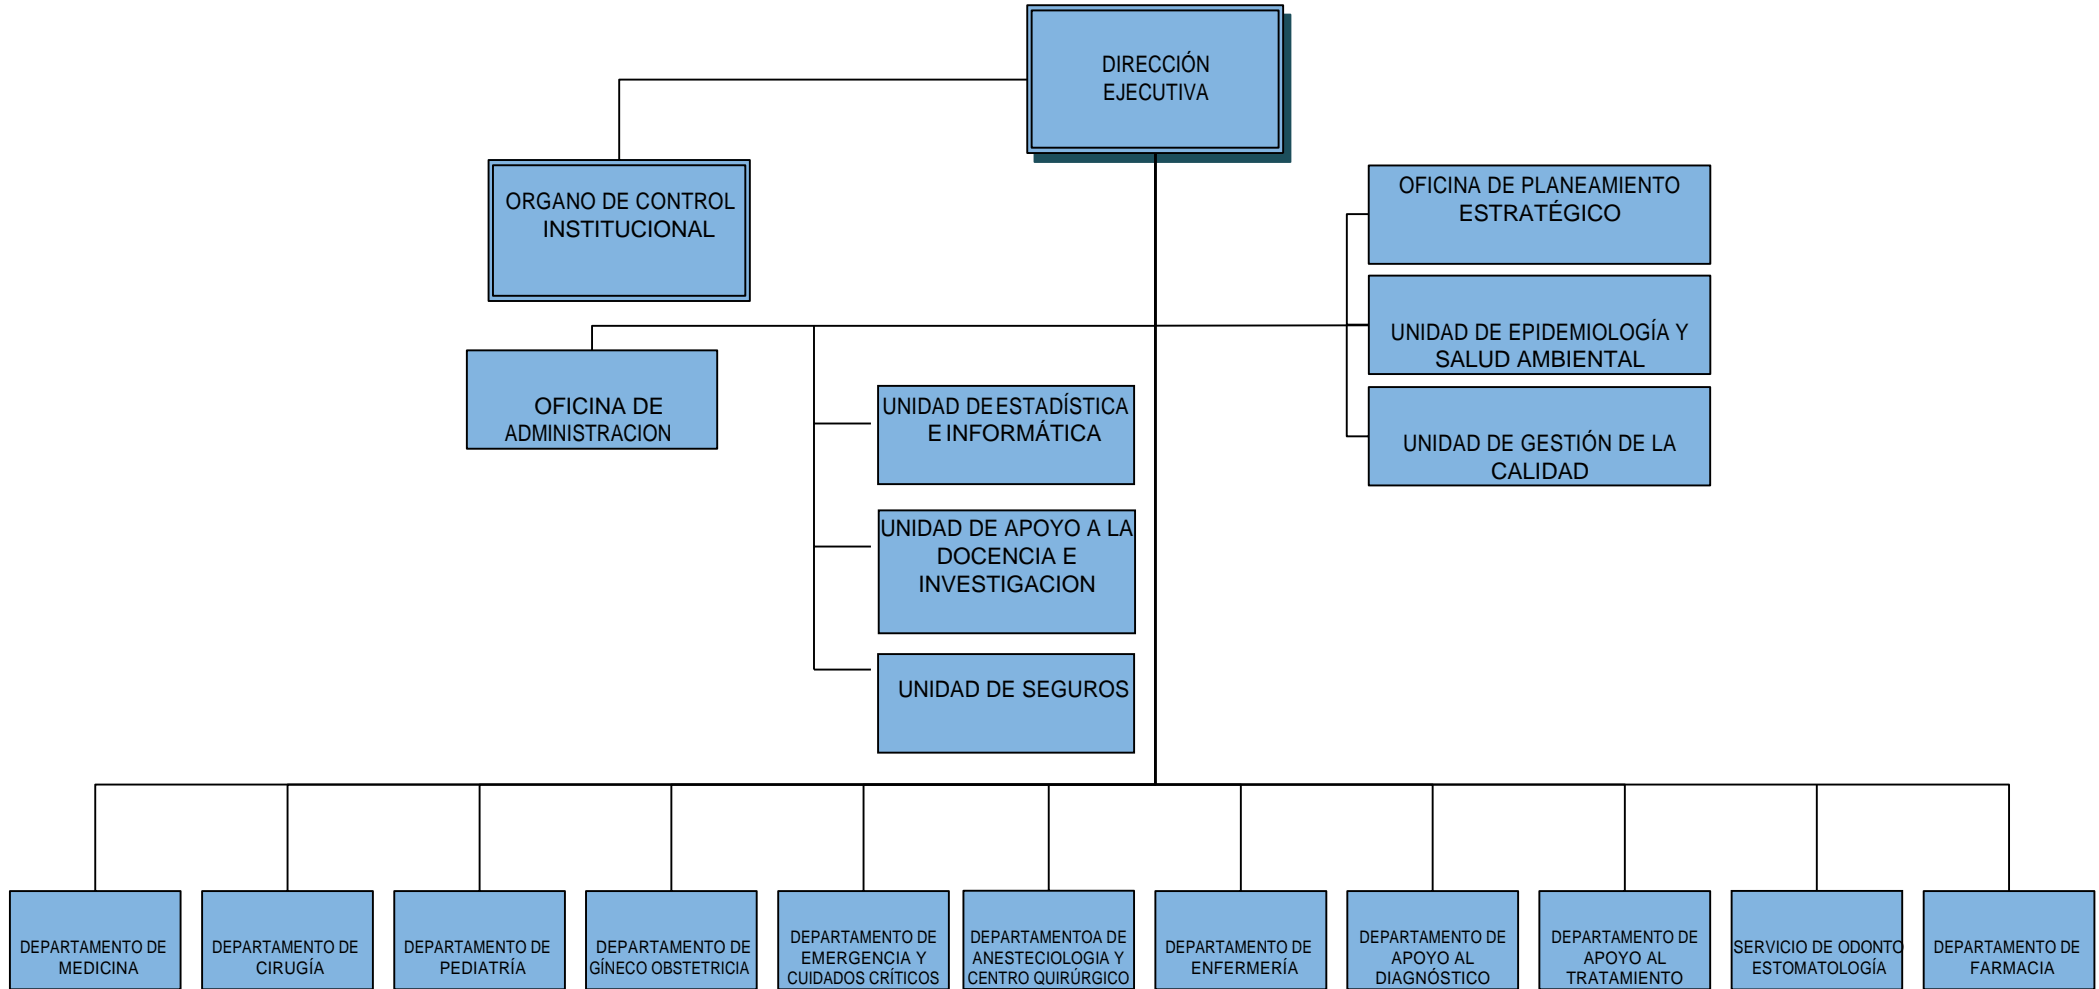 DIRECCIÓN
EJECUTIVA
ORGANO DE CONTROL
INSTITUCIONAL
OFICINA DE PLANEAMIENTO
ESTRATÉGICO
UNIDAD DE EPIDEMIOLOGÍA Y
SALUD AMBIENTAL
UNIDAD DE GESTIÓN DE LA
CALIDAD
OFICINA DE
ADMINISTRACION
UNIDAD DE ESTADÍSTICA
E INFORMÁTICA
UNIDAD DE APOYO A LA
DOCENCIA E
INVESTIGACION
UNIDAD DE SEGUROS
DEPARTAMENTO DE
MEDICINA
DEPARTAMENTO DE
CIRUGÍA
DEPARTAMENTO DE
PEDIATRÍA
DEPARTAMENTO DE
GÍNECO OBSTETRICIA
DEPARTAMENTO DE
EMERGENCIA Y
CUIDADOS CRÍTICOS
DEPARTAMENTOA DE
ANESTECIOLOGIA Y
CENTRO QUIRÚRGICO
DEPARTAMENTO DE
ENFERMERÍA
DEPARTAMENTO DE
APOYO AL
DIAGNÓSTICO
DEPARTAMENTO DE
APOYO AL
TRATAMIENTO
SERVICIO DE ODONTO
ESTOMATOLOGÍA
DEPARTAMENTO DE
FARMACIA